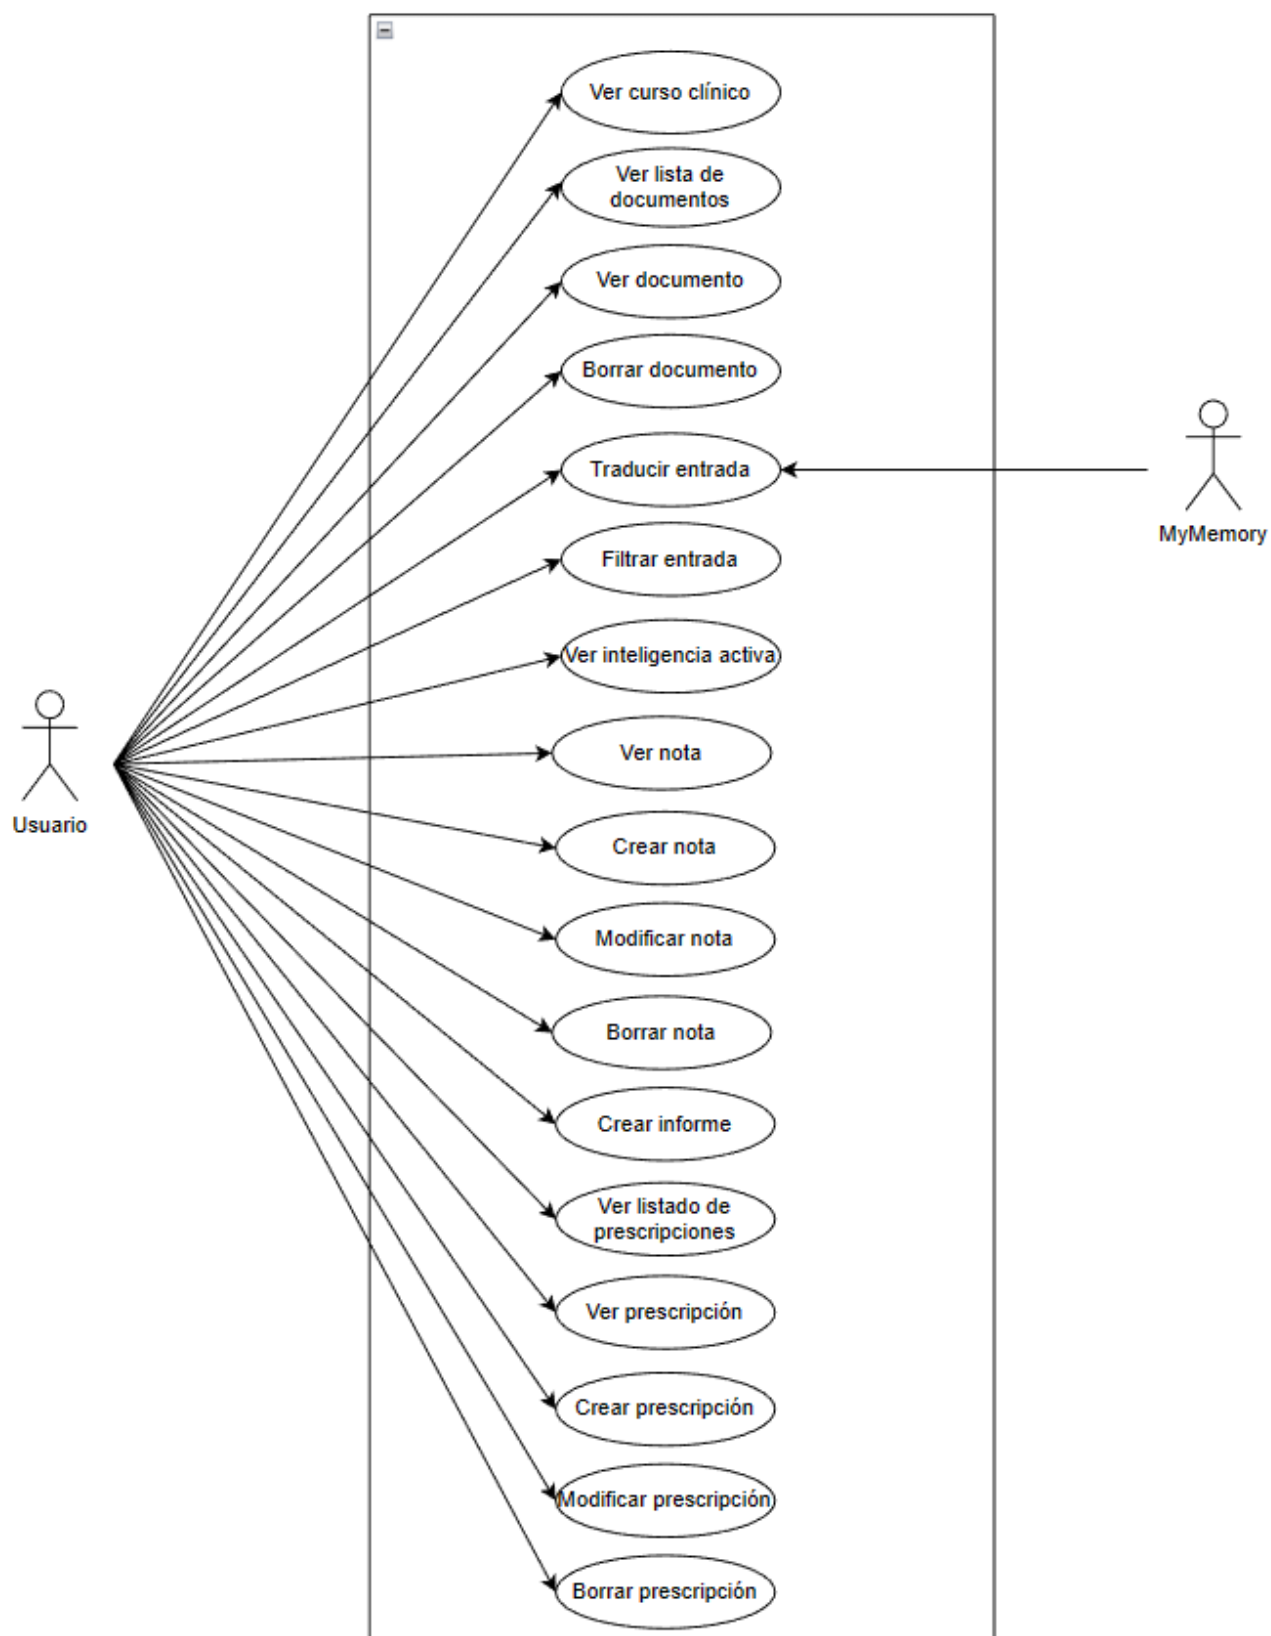 Ver curso clínico
Ver lista de
documentos
Ver documento
Borrar documento
Traducir entrada
MyMemory
Filtrar entrada
Ver inteligencia activa
Ver nota
Usuario
Crear nota
Modificar nota
Borrar nota
Crear informe
Ver listado de
prescripciones
Ver prescripción
Crear prescripción
Modificar prescripción
Borrar prescripción